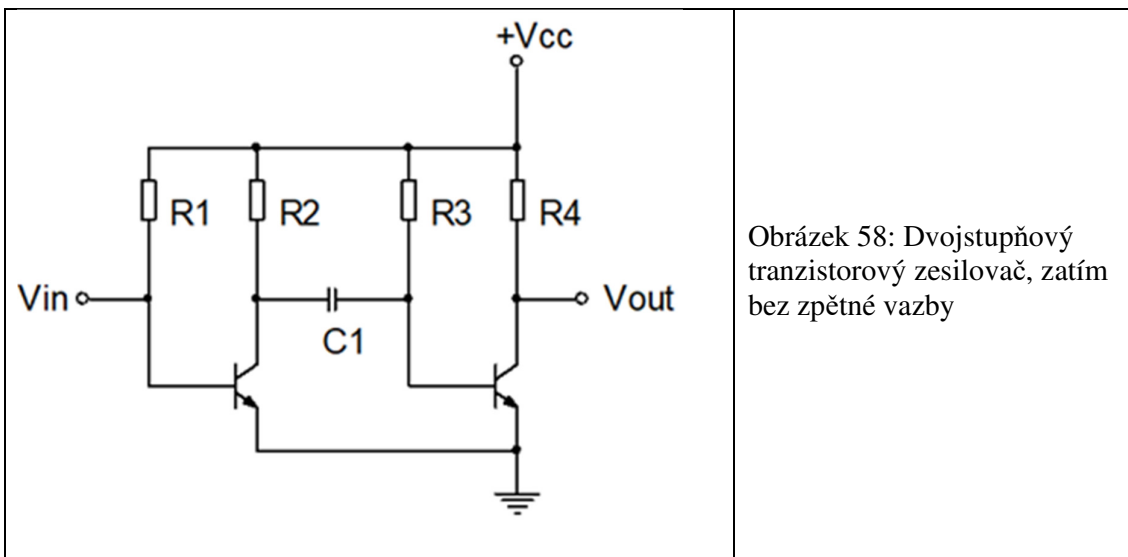 +Vcc
R1 R2 R3 R4
Vin C1 Vout
Obrázek 58: Dvojstupňový
tranzistorový zesilovač, zatím
bez zpětné vazby